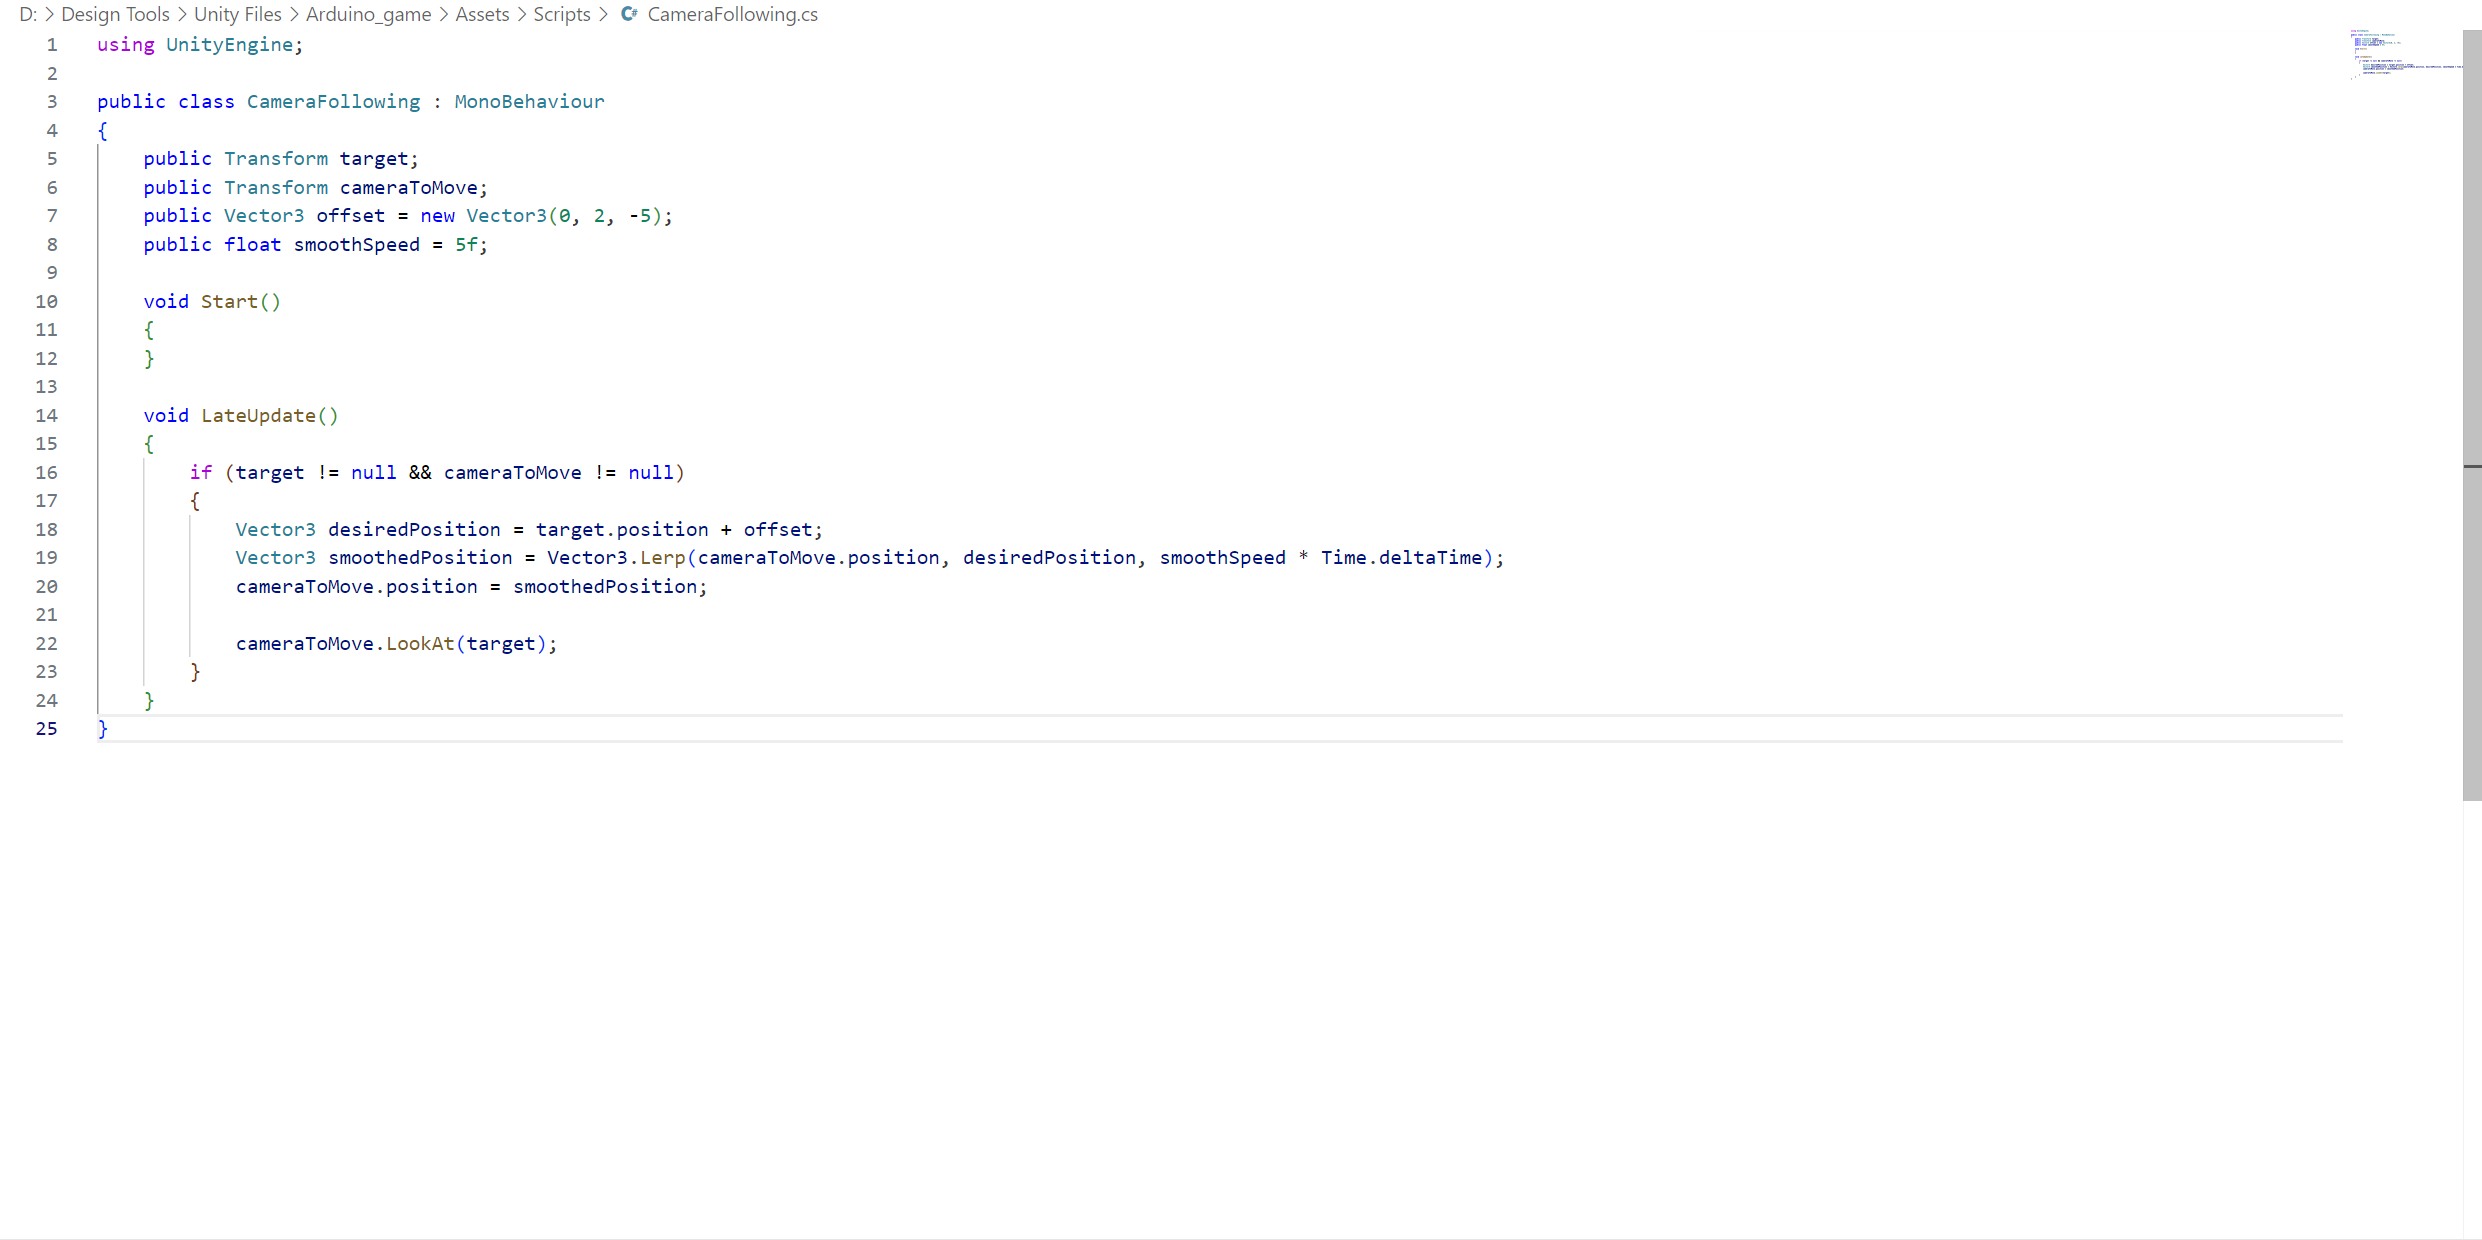 D: > Design Tools > Unity Files > Arduino_game > Assets > Scripts > C# CameraFollowing.cs
1 using UnityEngine;
2
3 public class CameraFollowing : MonoBehaviour
4 {
5     public Transform target;
6     public Transform cameraToMove;
7     public Vector3 offset = new Vector3(0, 2, -5);
8     public float smoothSpeed = 5f;
9
10     void Start()
11     {
12     }
13
14     void LateUpdate()
15     {
16         if (target != null && cameraToMove != null)
17         {
18             Vector3 desiredPosition = target.position + offset;
19             Vector3 smoothedPosition = Vector3.Lerp(cameraToMove.position, desiredPosition, smoothSpeed * Time.deltaTime);
20             cameraToMove.position = smoothedPosition;
21
22             cameraToMove.LookAt(target);
23         }
24     }
25 }